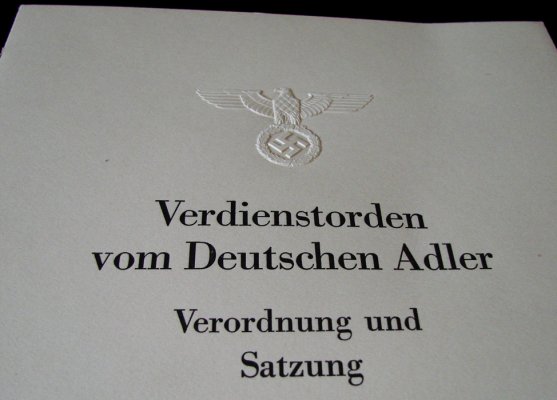 Verdienstorden
vom Deutschen Adler
Verordnung und
Satzung